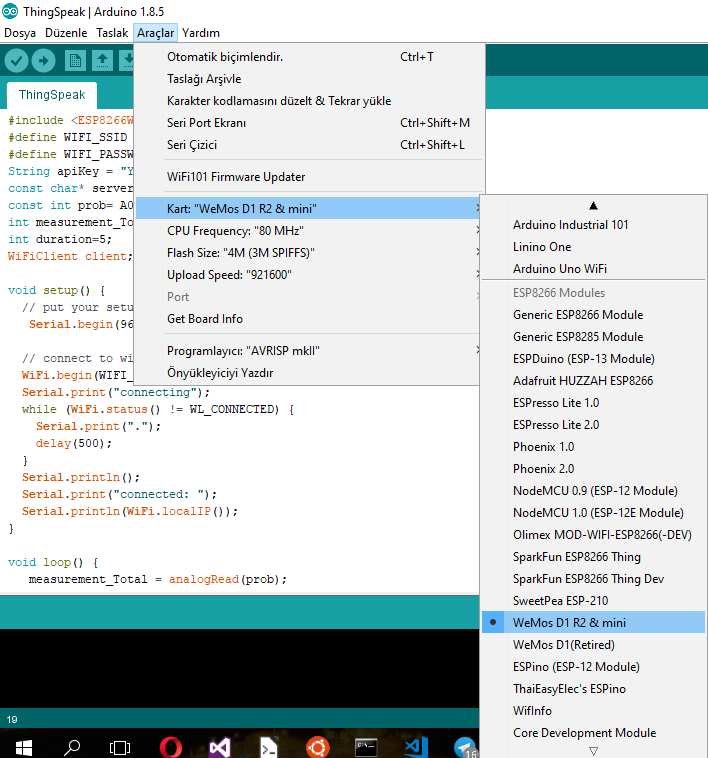 ThingSpeak | Arduino 1.8.5
Dosya Düzenle Taslak Araçlar Yardım
Otomatik biçimlendir. Ctrl+T
Taslağı Arşivle
Karakter kodlamasını düzelt & Tekrar yükle
Seri Port Ekranı Ctrl+Shift+M
Seri Çizici Ctrl+Shift+L
WiFi101 Firmware Updater
Kart: "WeMos D1 R2 & mini"
CPU Frequency: "80 MHz"
Flash Size: "4M (3M SPIFFS)"
Upload Speed: "921600"
Port
Get Board Info
Programlayıcı: "AVRISP mkII"
Önyükleyiciyi Yazdır
Arduino Industrial 101
Linino One
Arduino Uno WiFi
ESP8266 Modules
Generic ESP8266 Module
Generic ESP8285 Module
ESPDuino (ESP-13 Module)
Adafruit HUZZAH ESP8266
ESPresso Lite 1.0
ESPresso Lite 2.0
Phoenix 1.0
Phoenix 2.0
NodeMCU 0.9 (ESP-12 Module)
NodeMCU 1.0 (ESP-12E Module)
Olimex MOD-WIFI-ESP8266(-DEV)
SparkFun ESP8266 Thing
SparkFun ESP8266 Thing Dev
SweetPea ESP-210
WeMos D1 R2 & mini
WeMos D1(Retired)
ESPino (ESP-12 Module)
ThaiEasyElec's ESPino
WifInfo
Core Development Module
ThingSpeak
#include <ESP8266W
#define WIFI_SSID
#define WIFI_PASSW
String apiKey = "Y
const char* server
const int prob= A0
int measurement_To
int duration=5;
WiFiClient client;
void setup() {
// put your setu
Serial.begin(96
// connect to wi
WiFi.begin(WIFI_
Serial.print("connecting");
while (WiFi.status() != WL_CONNECTED) {
Serial.print(".");
delay(500);
}
Serial.println();
Serial.print("connected: ");
Serial.println(WiFi.localIP());
}
void loop() {
measurement_Total = analogRead(prob);
19
16